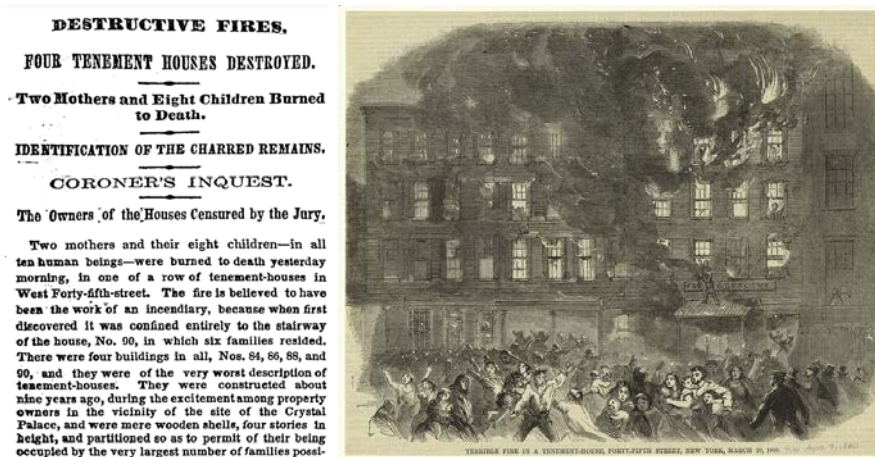 DESTRUCTIVE FIRES.
FOUR TENEMENT HOUSES DESTROYED.
Two Mothers and Eight Children Burned
to Death.
IDENTIFICATION OF THE CHARRED REMAINS.
CORONER'S INQUEST.
The Owners of the Houses Censured by the Jury.
Two mothers and their eight children—in all
ten human beings—were burned to death yesterday
morning, in one of a row of tenement-houses in
West Forty-fifth-street. The fire is believed to have
been the work of an incendiary, because when first
discovered it was confined entirely to the stairway
of the house, No. 90, in which six families resided.
There were four buildings in all, Nos. 84, 86, 88, and
90, and they were of the very worst description of
tenement-houses. They were constructed about
nine years ago, during the excitement among property
owners in the vicinity of the site of the Crystal
Palace, and were mere wooden shells, four stories in
height, and partitioned so as to permit of their being
occupied by the very largest number of families possi-
TERRIBLE FIRE IN A TENEMENT-HOUSE, FORTY-FIFTH STREET, NEW YORK, MARCH